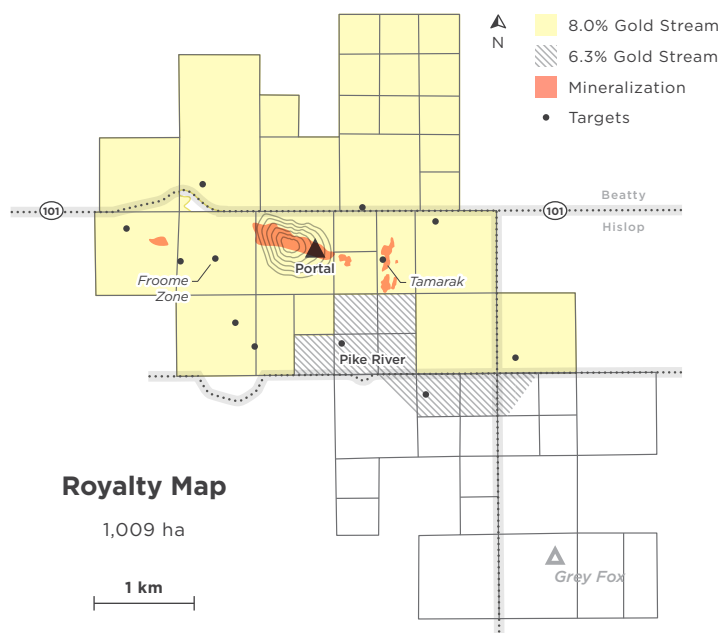 N
8.0% Gold Stream
6.3% Gold Stream
Mineralization
Targets
Beatty
101
101
Hislop
Portal
Froome
Zone
Tamarak
Pike River
Royalty Map
1,009 ha
1 km
Grey Fox